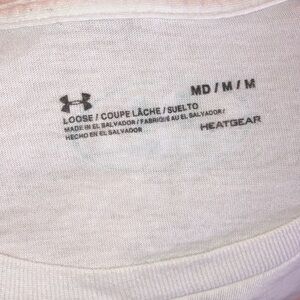 MD / M / M
LOOSE / COUPE LÂCHE / SUELTO
MADE IN EL SALVADOR / FABRIQUÉ AU EL SALVADOR /
HECHO EN EL SALVADOR
HEATGEAR